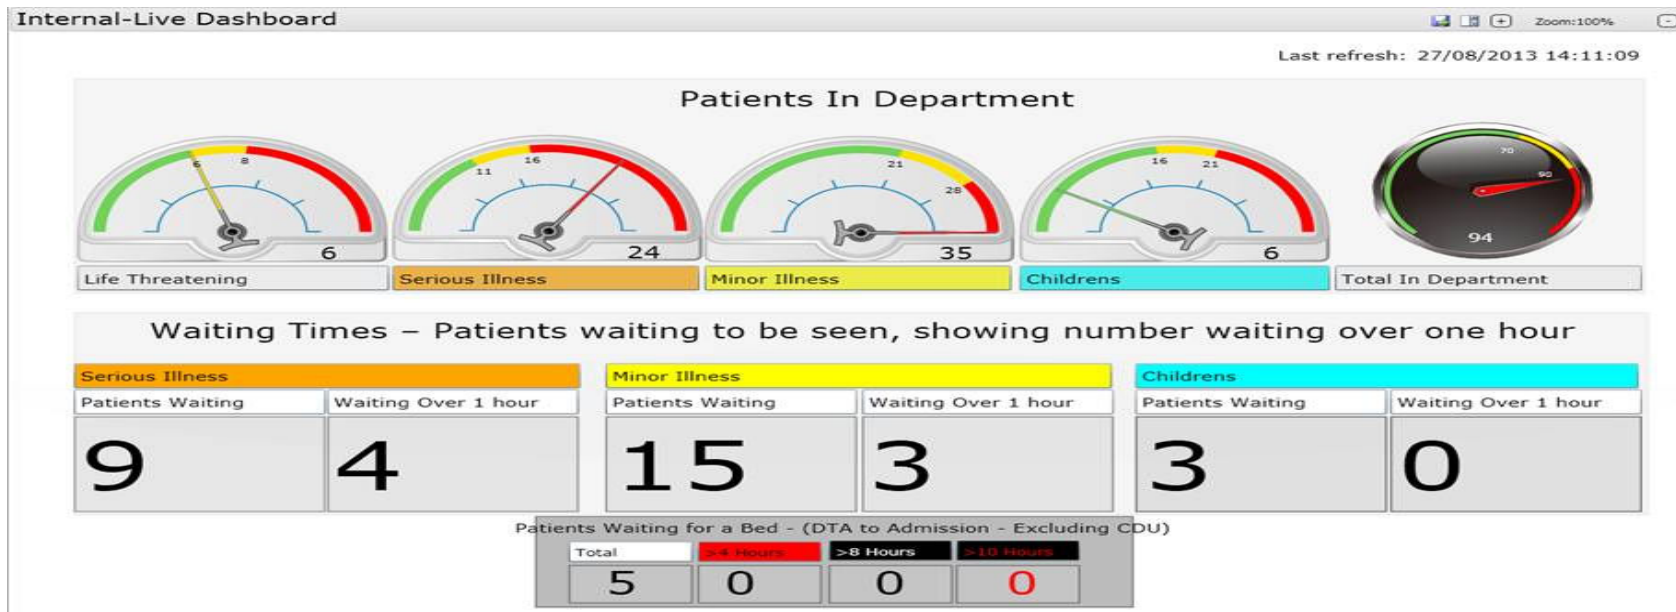 Internal-Live Dashboard
Zoom:100%
Last refresh: 27/08/2013 14:11:09
Patients In Department
6 8
6
Life Threatening
11 16
24
Serious Illness
21 28
35
Minor Illness
16 21
6
Childrens
70 90
94
Total In Department
Waiting Times – Patients waiting to be seen, showing number waiting over one hour
Serious Illness
Patients Waiting Waiting Over 1 hour
9 4
Minor Illness
Patients Waiting Waiting Over 1 hour
15 3
Childrens
Patients Waiting Waiting Over 1 hour
3 0
Patients Waiting for a Bed - (DTA to Admission - Excluding CDU)
Total >4 Hours >8 Hours >10 Hours
5 0 0 0